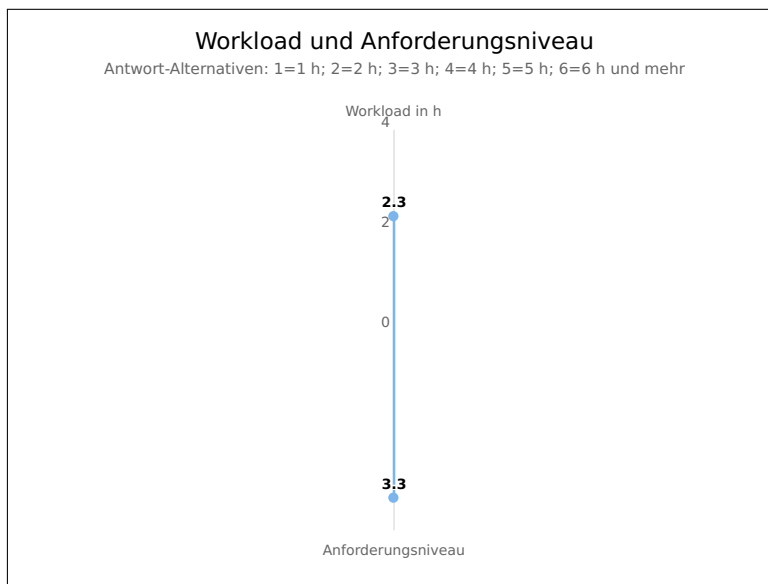 Workload und Anforderungsniveau
Antwort-Alternativen: 1=1 h; 2=2 h; 3=3 h; 4=4 h; 5=5 h; 6=6 h und mehr
Workload in h
4
2.3
2
0
3.3
Anforderungsniveau